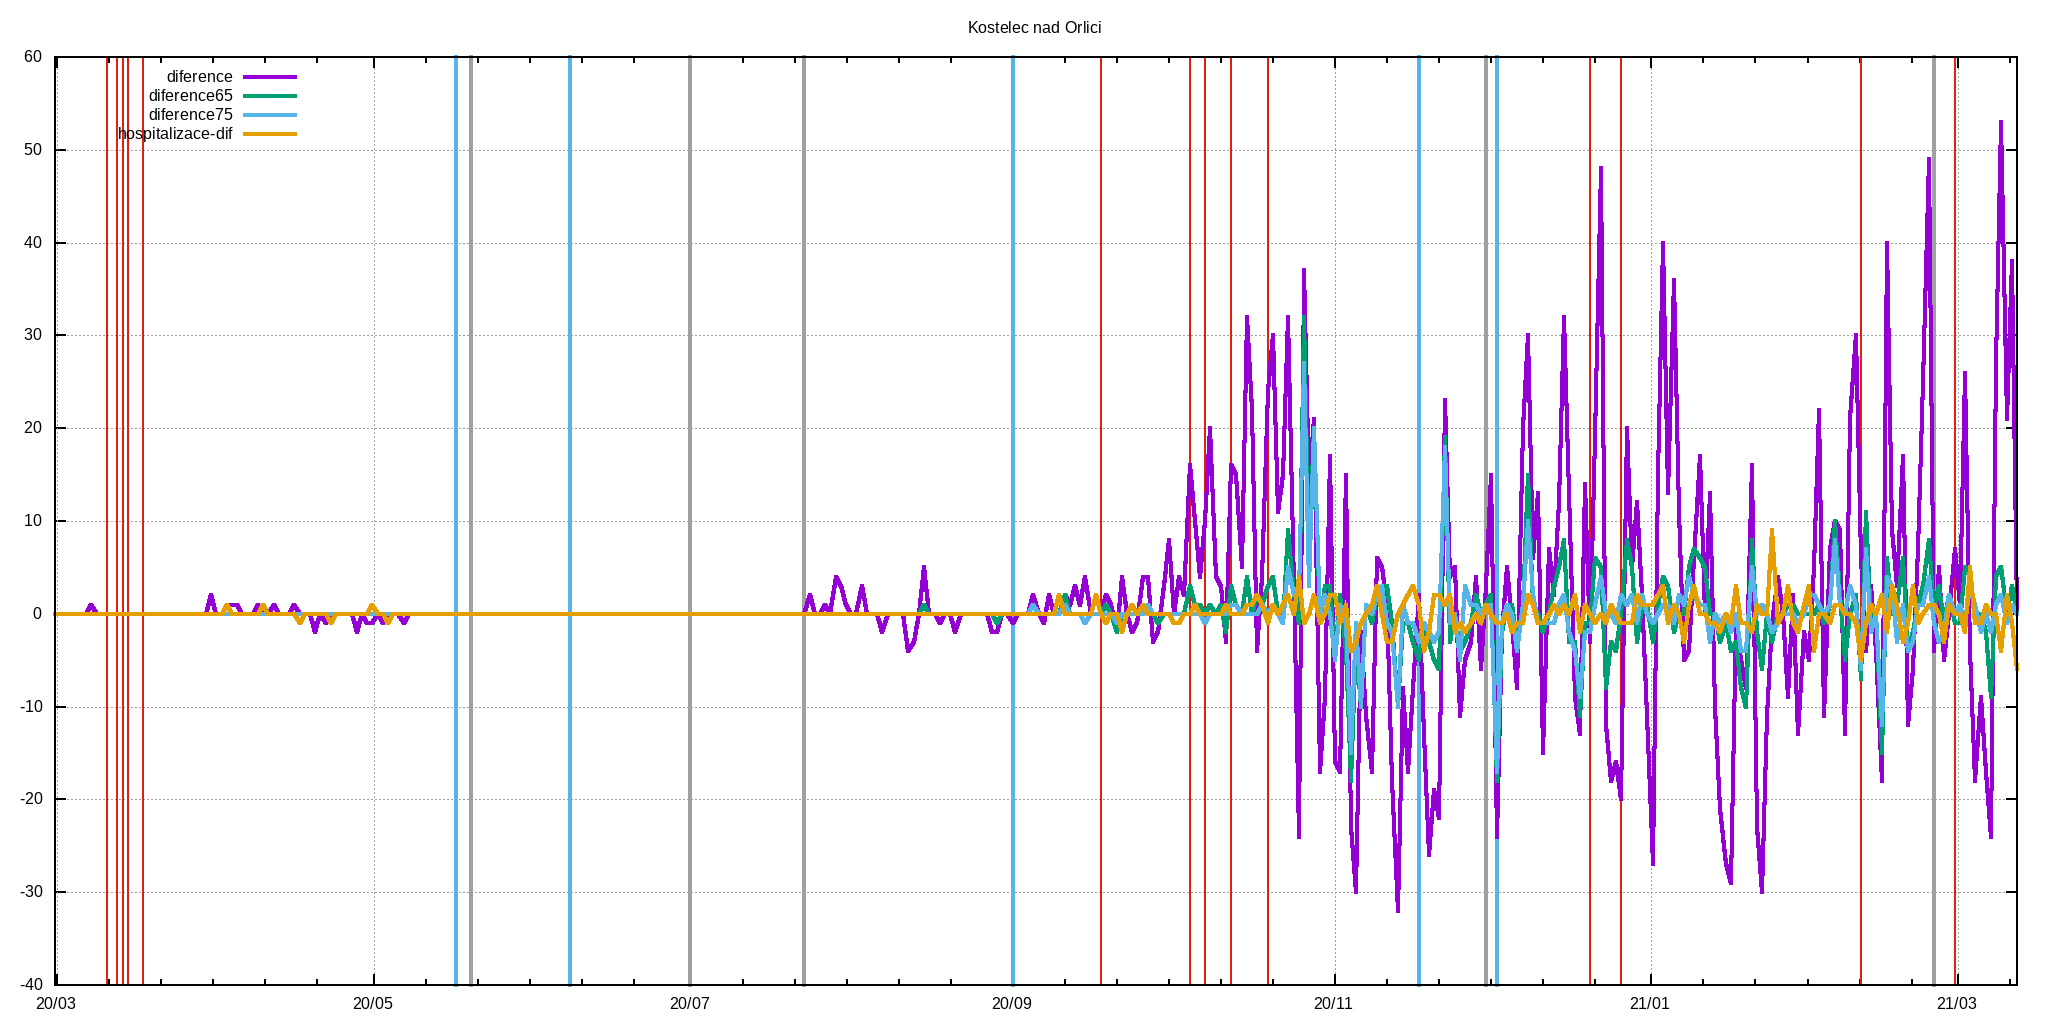 Kostelec nad Orlici
60
50
40
30
20
10
0
-10
-20
-30
-40
diference
diference65
diference75
hospitalizace-dif
20/03 20/05 20/07 20/09 20/11 21/01 21/03